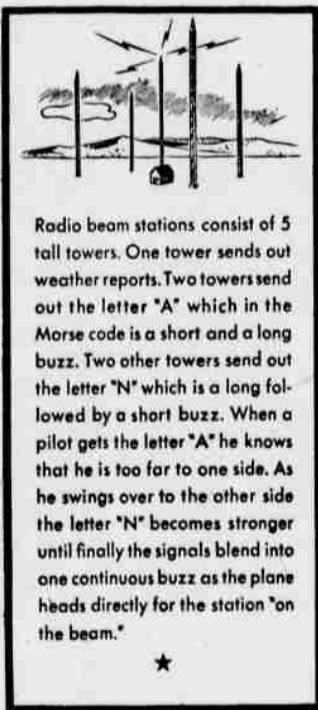 Radio beam stations consist of 5
tall towers. One tower sends out
weather reports. Two towers send
out the letter "A" which in the
Morse code is a short and a long
buzz. Two other towers send out
the letter "N" which is a long fol-
lowed by a short buzz. When a
pilot gets the letter "A" he knows
that he is too far to one side. As
he swings over to the other side
the letter "N" becomes stronger
until finally the signals blend into
one continuous buzz as the plane
heads directly for the station "on
the beam."